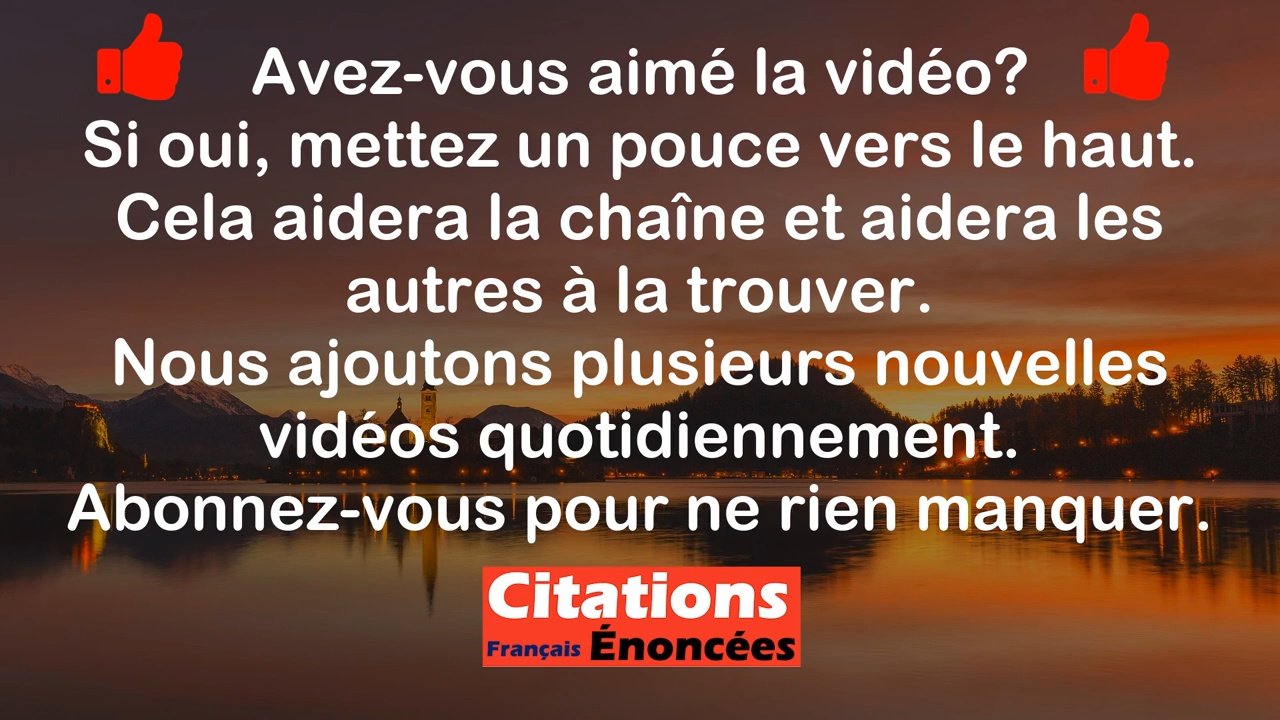 Avez-vous aimé la vidéo?
Si oui, mettez un pouce vers le haut.
Cela aidera la chaîne et aidera les
autres à la trouver.
Nous ajoutons plusieurs nouvelles
vidéos quotidiennement.
Abonnez-vous pour ne rien manquer.
Citations
Français Énoncées